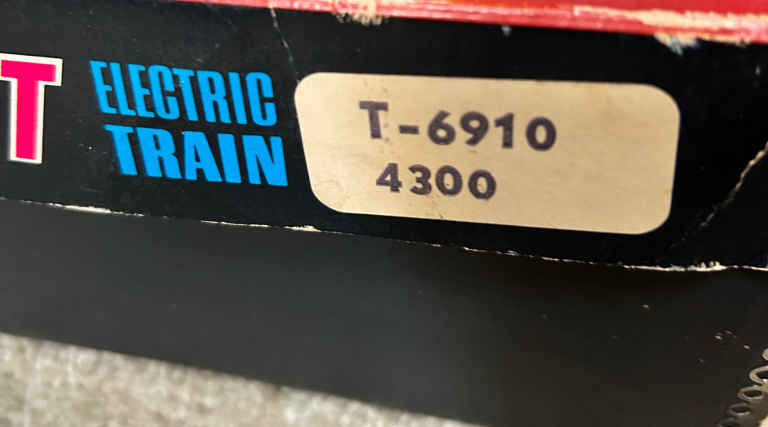 T
ELECTRIC
TRAIN
T-6910
4300